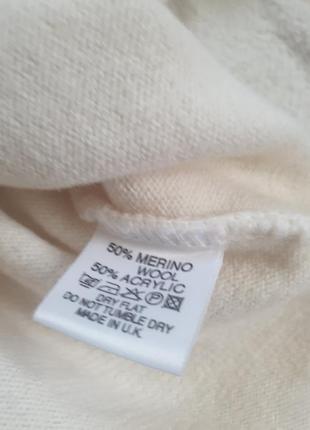 50% MERINO
WOOL
50% ACRYLIC
DRY FLAT
DO NOT TUMBLE DRY
MADE IN U.K.